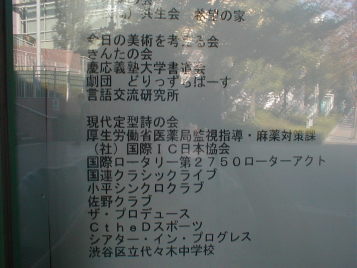 共生会 希望の家
今日の美術を考える会
きんたの会
慶応義塾大学書道会
劇団 どりっずらばーす
言語交流研究所
現代定型詩の会
厚生労働省医薬局監視指導・麻薬対策課
(社)国際IC日本協会
国際ロータリー第2750ローターアクト
国連クラシックライブ
小平シンクロクラブ
佐野クラブ
ザ・プロデュース
CtheDスポーツ
シアター・イン・プログレス
渋谷区立代々木中学校